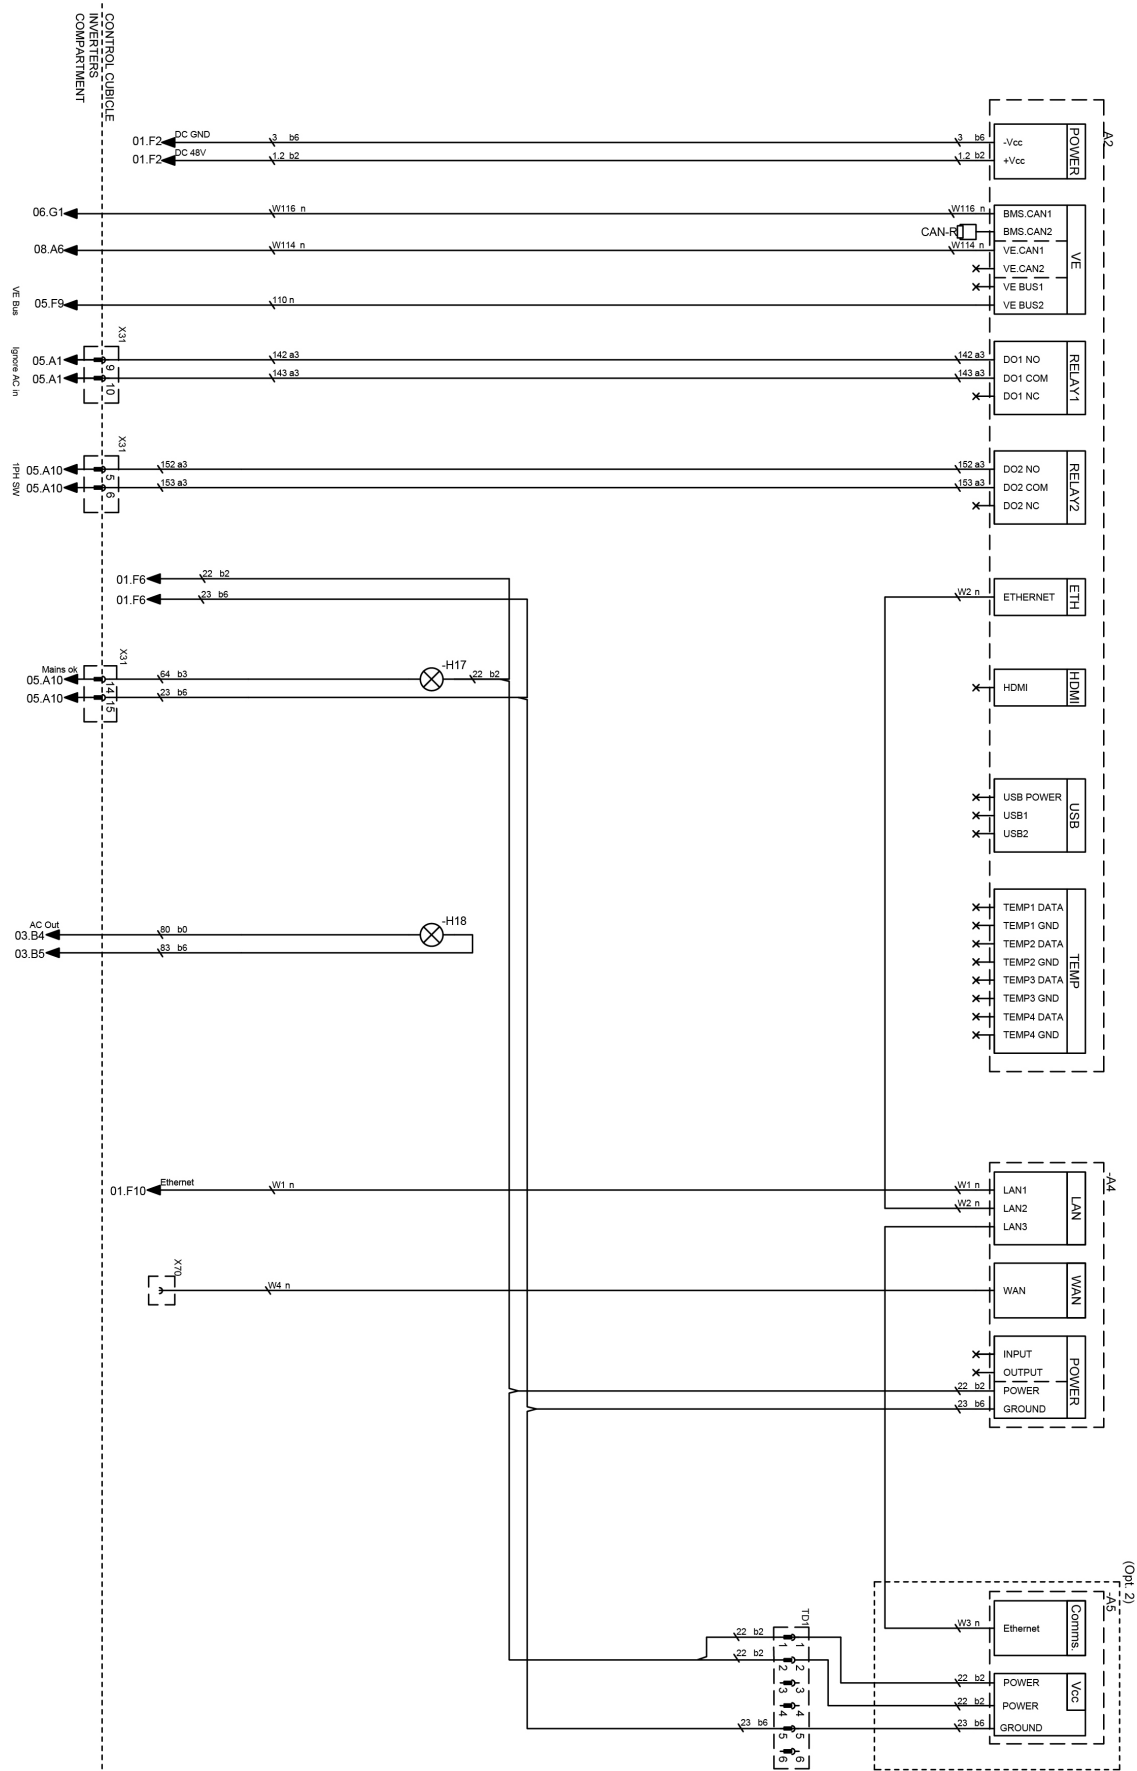 CONTROL CUBICLE
INVERTERS
COMPARTMENT
A2
POWER
01.F2 DC GND 3 b6 3 b6 -Vcc
01.F2 DC 48V 1.2 b2 1.2 b2 +Vcc
VE
06.G1 W116 n W116 n BMS.CAN1
CAN-R BMS.CAN2
08.A6 W114 n W114 n VE.CAN1
VE.CAN2
VE BUS1
VE Bus 05.F9 110 n VE BUS2
RELAY1
X31
Ignore AC in
05.A1 9 142 a3 142 a3 DO1 NO
05.A1 10 143 a3 143 a3 DO1 COM
DO1 NC
RELAY2
X31
1PH SW
05.A10 5 152 a3 152 a3 DO2 NO
05.A10 6 153 a3 153 a3 DO2 COM
DO2 NC
01.F6 22 b2
01.F6 23 b6
ETH
W2 n ETHERNET
X31
-H17
Mains ok
05.A10 14 64 b3 22 b2
05.A10 15 23 b6
HDMI
HDMI
USB
USB POWER
USB1
USB2
TEMP
TEMP1 DATA
TEMP1 GND
TEMP2 DATA
TEMP2 GND
TEMP3 DATA
TEMP3 GND
TEMP4 DATA
TEMP4 GND
-H18
AC Out
03.B4 80 b0
03.B5 83 b6
-A4
LAN
01.F10 Ethernet W1 n W1 n LAN1
W2 n LAN2
LAN3
WAN
X70 W4 n WAN
POWER
INPUT
OUTPUT
22 b2 POWER
23 b6 GROUND
(Opt. 2)
-A5
Comms.
W3 n Ethernet
Vcc
TD1
22 b2 1 1 22 b2 POWER
22 b2 2 2 22 b2 POWER
3 3
4 4
23 b6 5 5 23 b6 GROUND
6 6